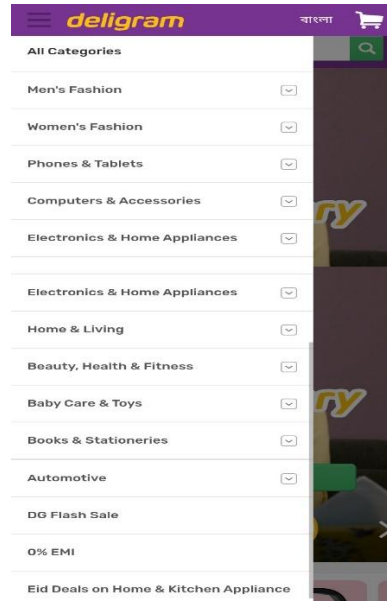 deligram
বাংলা
All Categories
Men's Fashion
Women's Fashion
Phones & Tablets
Computers & Accessories
Electronics & Home Appliances
ry
Electronics & Home Appliances
Home & Living
Beauty, Health & Fitness
Baby Care & Toys
ry
Books & Stationeries
Automotive
DG Flash Sale
0% EMI
Eid Deals on Home & Kitchen Appliance